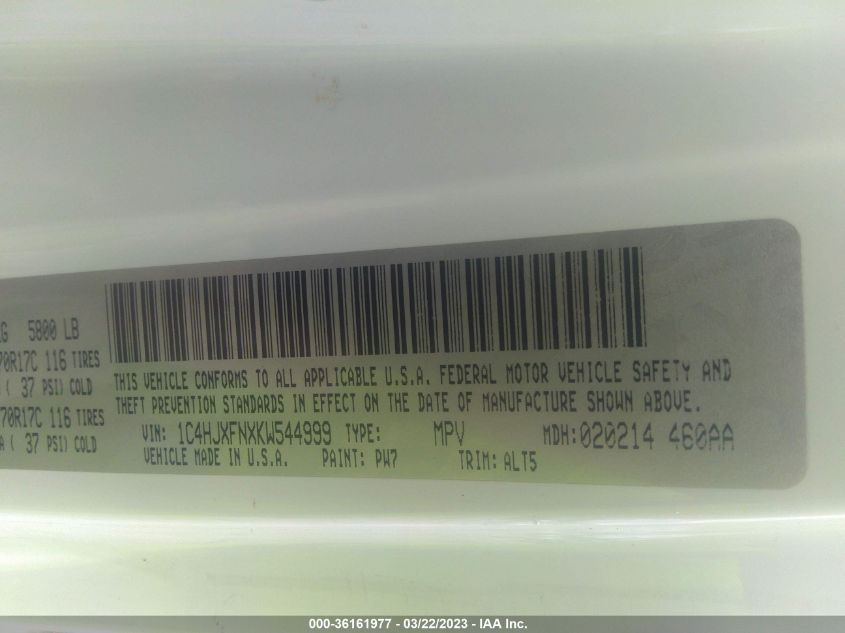 G 5800 LB
70R17C 116 TIRES
( 37 PSI) COLD
70R17C 116 TIRES
A ( 37 PSI) COLD
THIS VEHICLE CONFORMS TO ALL APPLICABLE U.S.A. FEDERAL MOTOR VEHICLE SAFETY AND
THEFT PREVENTION STANDARDS IN EFFECT ON THE DATE OF MANUFACTURE SHOWN ABOVE.
VIN: 1C4HJXFNXKW544999 TYPE: MPV MDH:020214 460AA
VEHICLE MADE IN U.S.A. PAINT: PW7 TRIM: ALT5
000-36161977 - 03/22/2023 - IAA Inc.